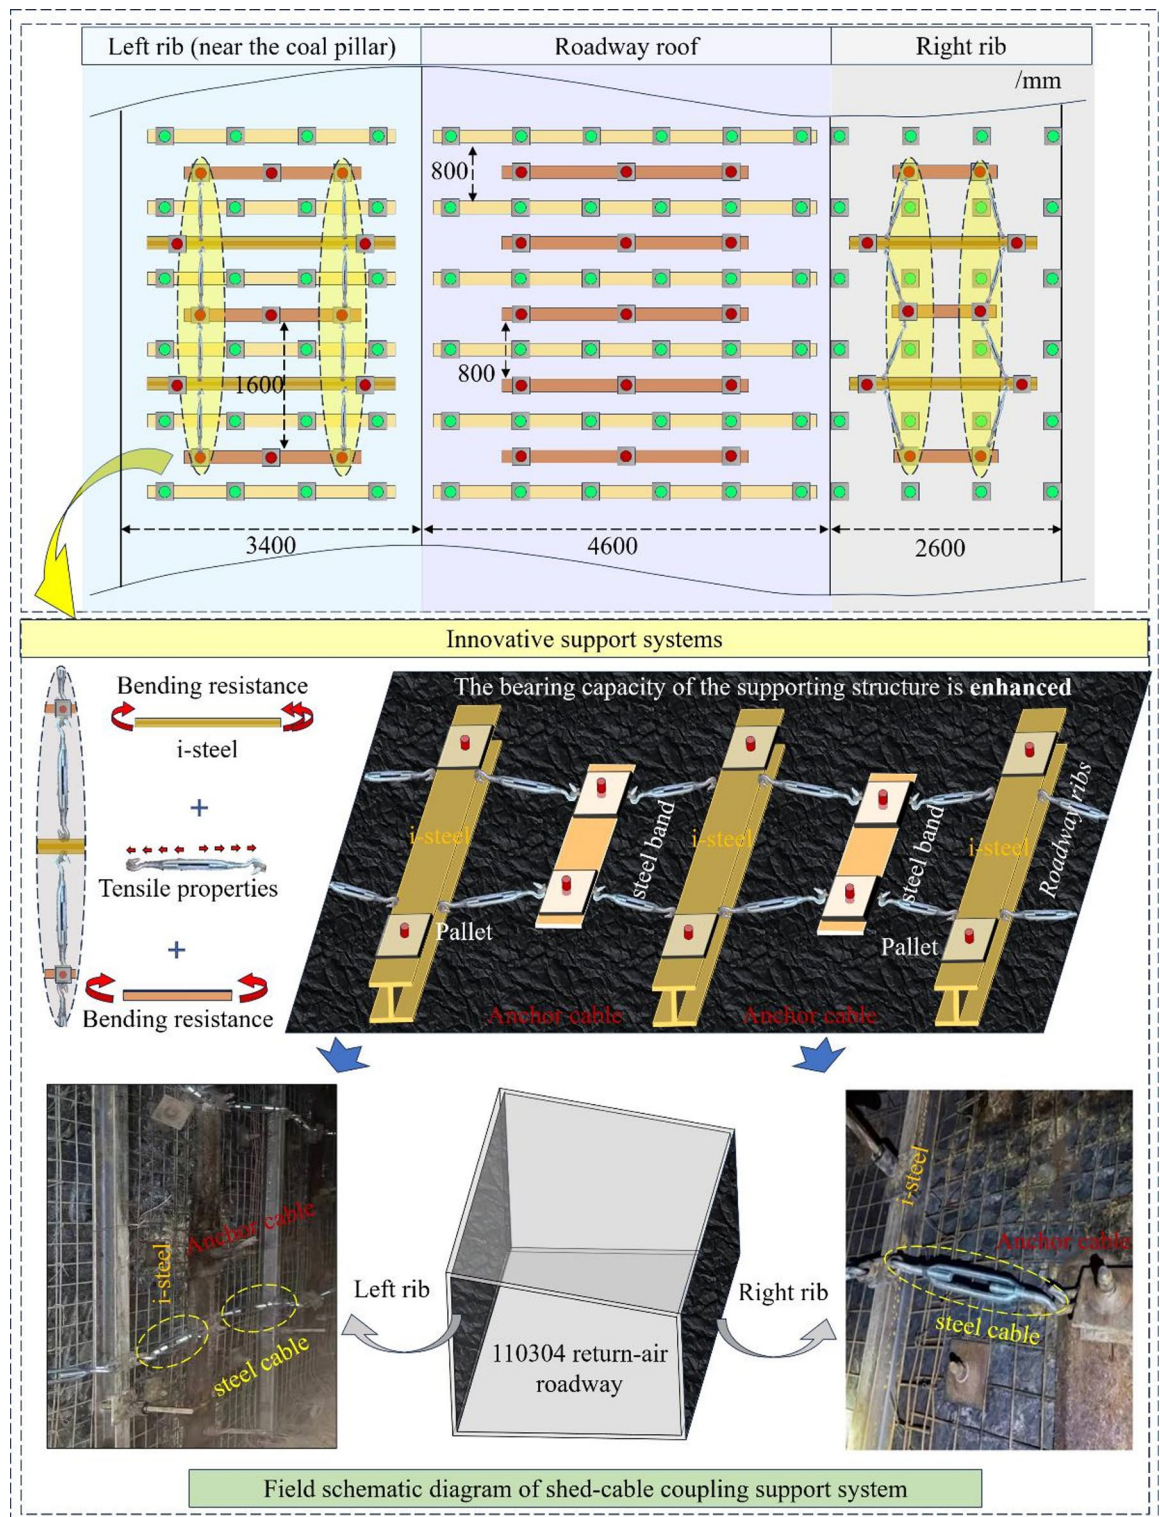 Left rib (near the coal pillar)
Roadway roof
Right rib
/mm
800
800
1600
3400
4600
2600
Innovative support systems
Bending resistance
i-steel
+
Tensile properties
+
Bending resistance
The bearing capacity of the supporting structure is enhanced
i-steel
steel band
i-steel
steel band
i-steel
Roadway ribs
Pallet
Pallet
Anchor cable
Anchor cable
i-steel
Anchor cable
steel cable
Left rib
110304 return-air
roadway
Right rib
i-steel
Anchor cable
steel cable
Field schematic diagram of shed-cable coupling support system